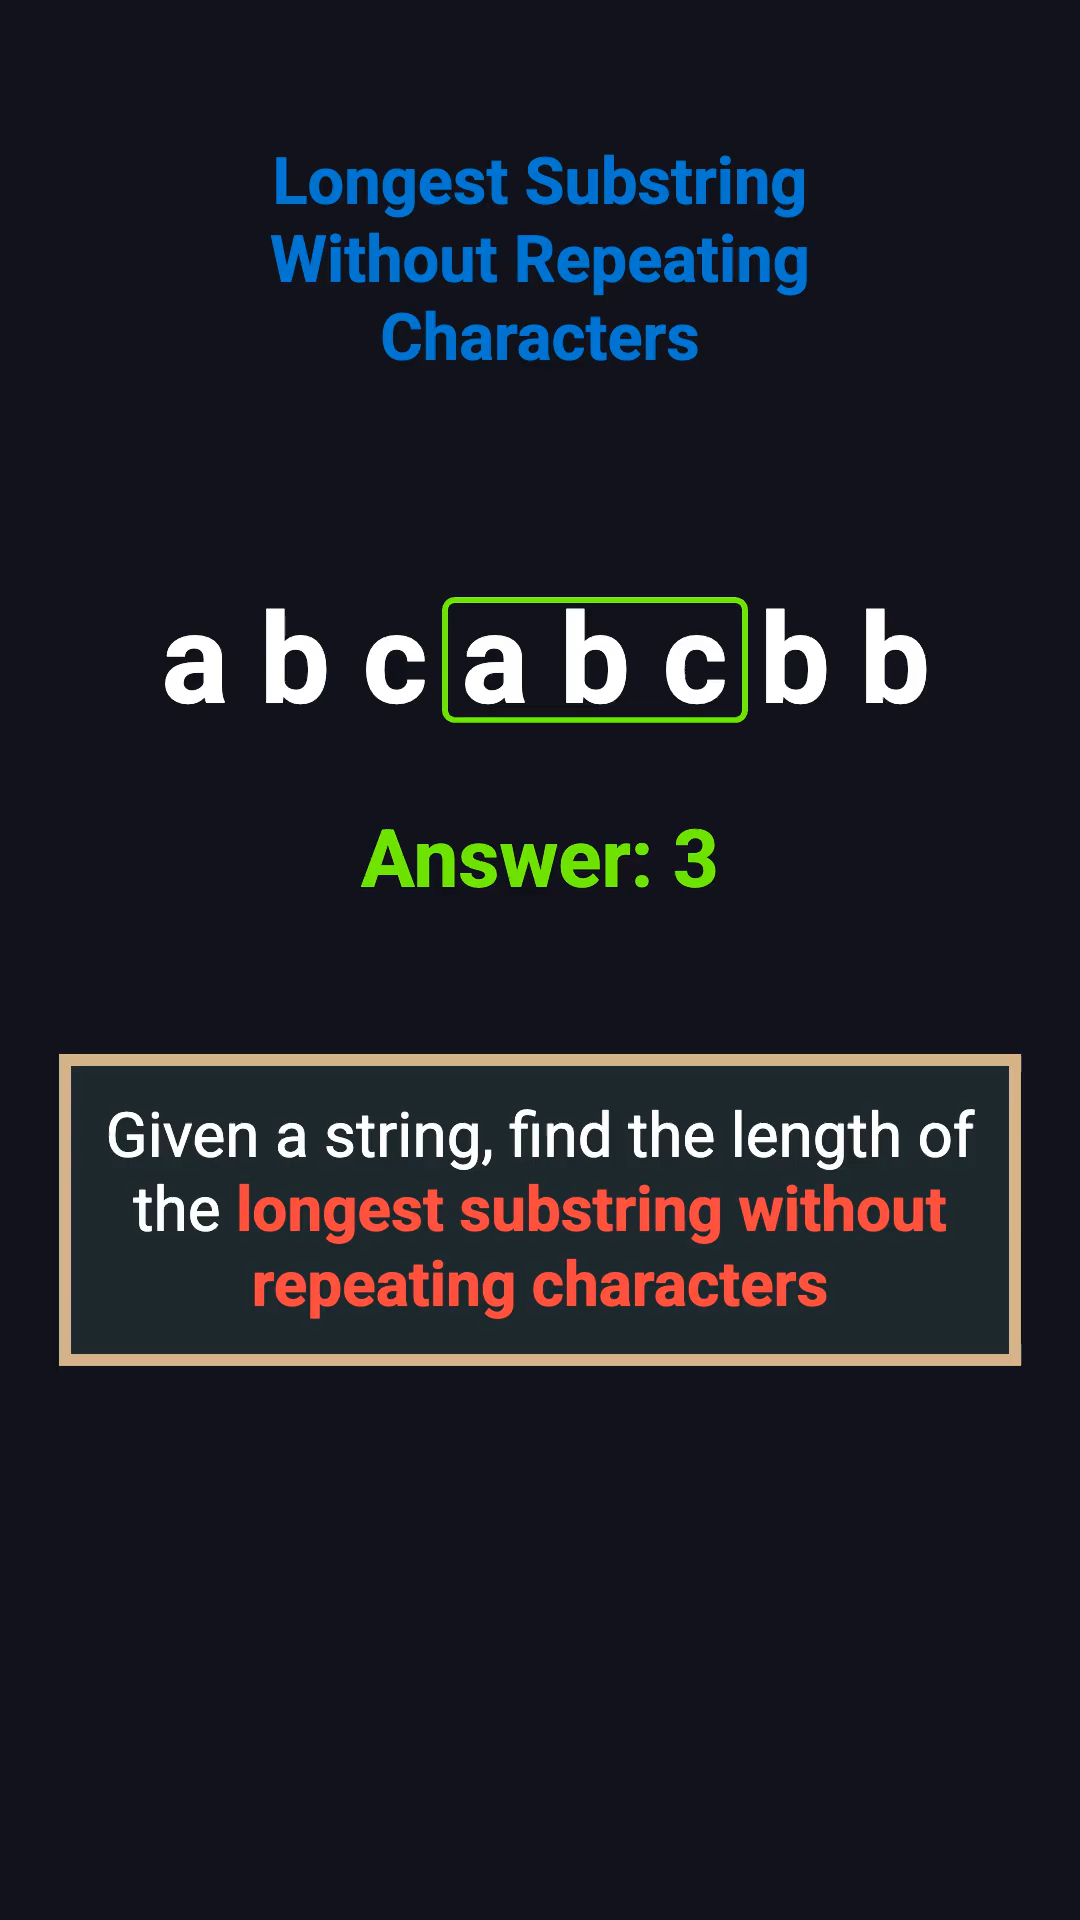 Longest Substring
Without Repeating
Characters
a b c a b c b b
Answer: 3
Given a string, find the length of
the longest substring without
repeating characters